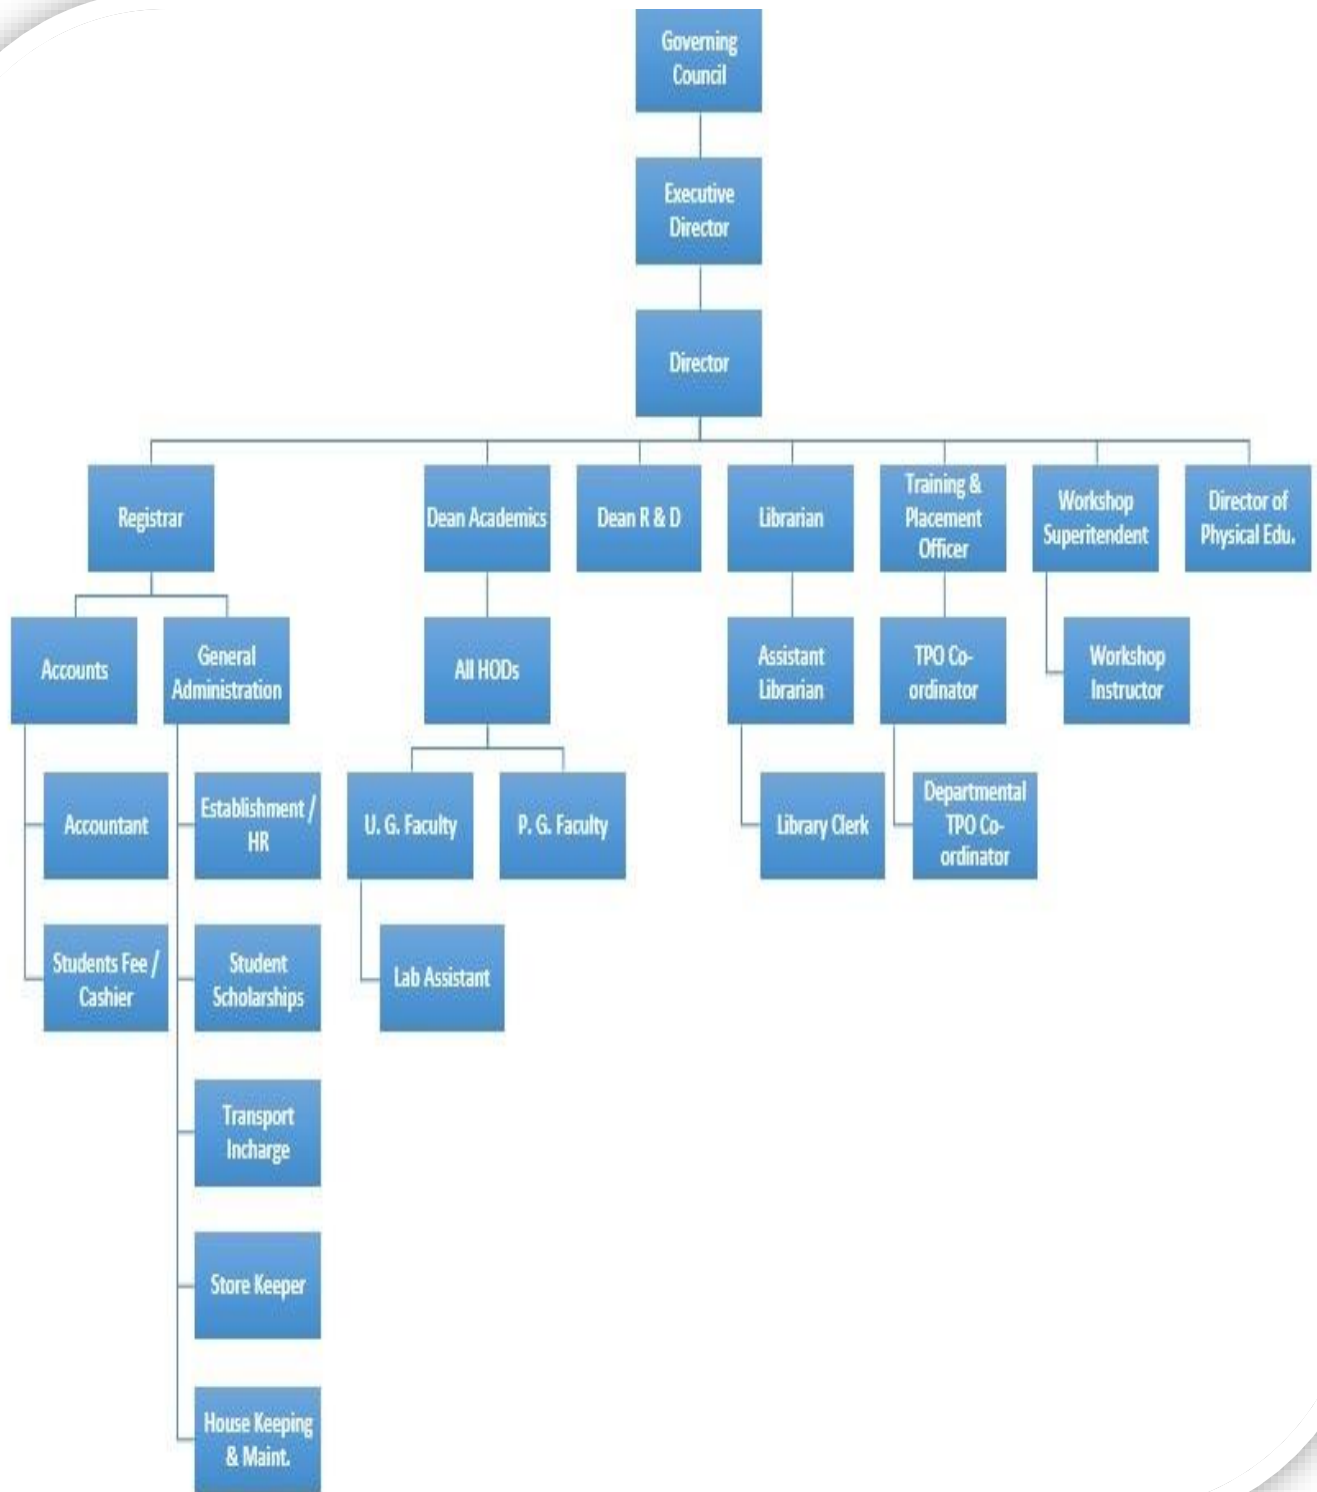 Governing
Council
Executive
Director
Director
Registrar
Dean Academics
Dean R & D
Librarian
Training &
Placement
Officer
Workshop
Superitendent
Director of
Physical Edu.
Accounts
General
Administration
All HODs
Assistant
Librarian
TPO Co-
ordinator
Workshop
Instructor
Accountant
Establishment /
HR
U. G. Faculty
P. G. Faculty
Library Clerk
Departmental
TPO Co-
ordinator
Students Fee /
Cashier
Student
Scholarships
Lab Assistant
Transport
Incharge
Store Keeper
House Keeping
& Maint.